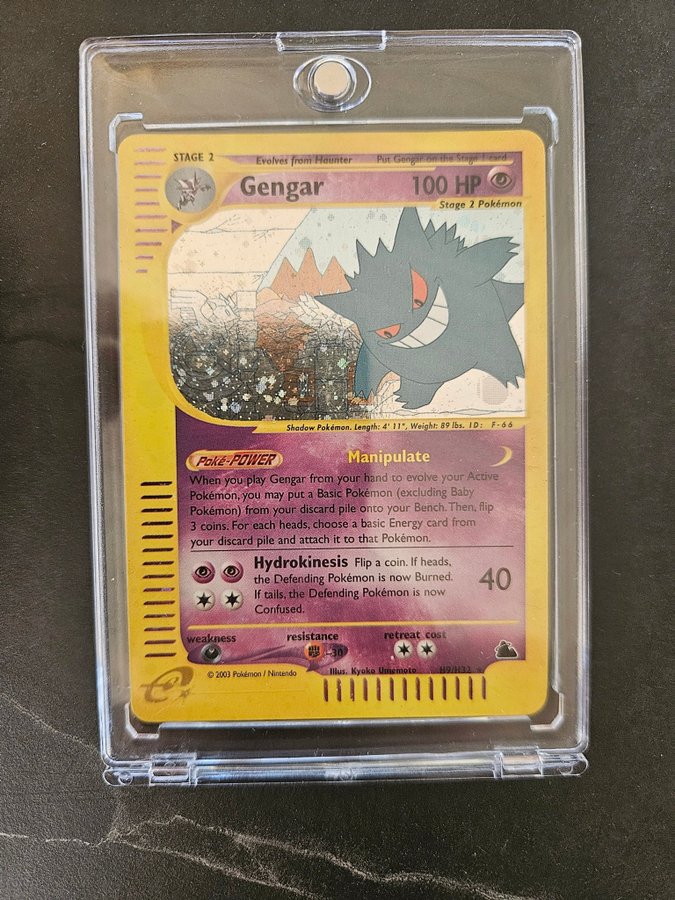 STAGE 2 Evolves from Haunter Put Gengar on the Stage 1 card
Gengar 100 HP
Stage 2 Pokémon
Shadow Pokémon. Length: 4' 11", Weight: 89 lbs. ID: F-66
Poké-POWER Manipulate
When you play Gengar from your hand to evolve your Active
Pokémon, you may put a Basic Pokémon (excluding Baby
Pokémon) from your discard pile onto your Bench. Then, flip
3 coins. For each heads, choose a basic Energy card from
your discard pile and attach it to that Pokémon.
Hydrokinesis Flip a coin. If heads,
the Defending Pokémon is now Burned.
If tails, the Defending Pokémon is now
Confused.
40
weakness resistance retreat cost
-30
Illus. Kyoko Umemoto H9/H32
© 2003 Pokémon / Nintendo
e